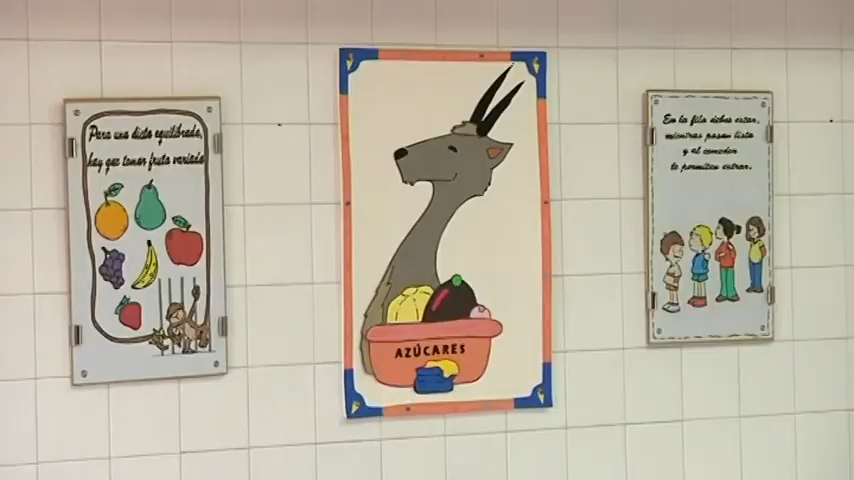 Para una dieta equilibrada,
hay que tomar fruta variada
AZÚCARES
En la fila debes estar,
mientras pasan lista
y al comedor
te permiten entrar.